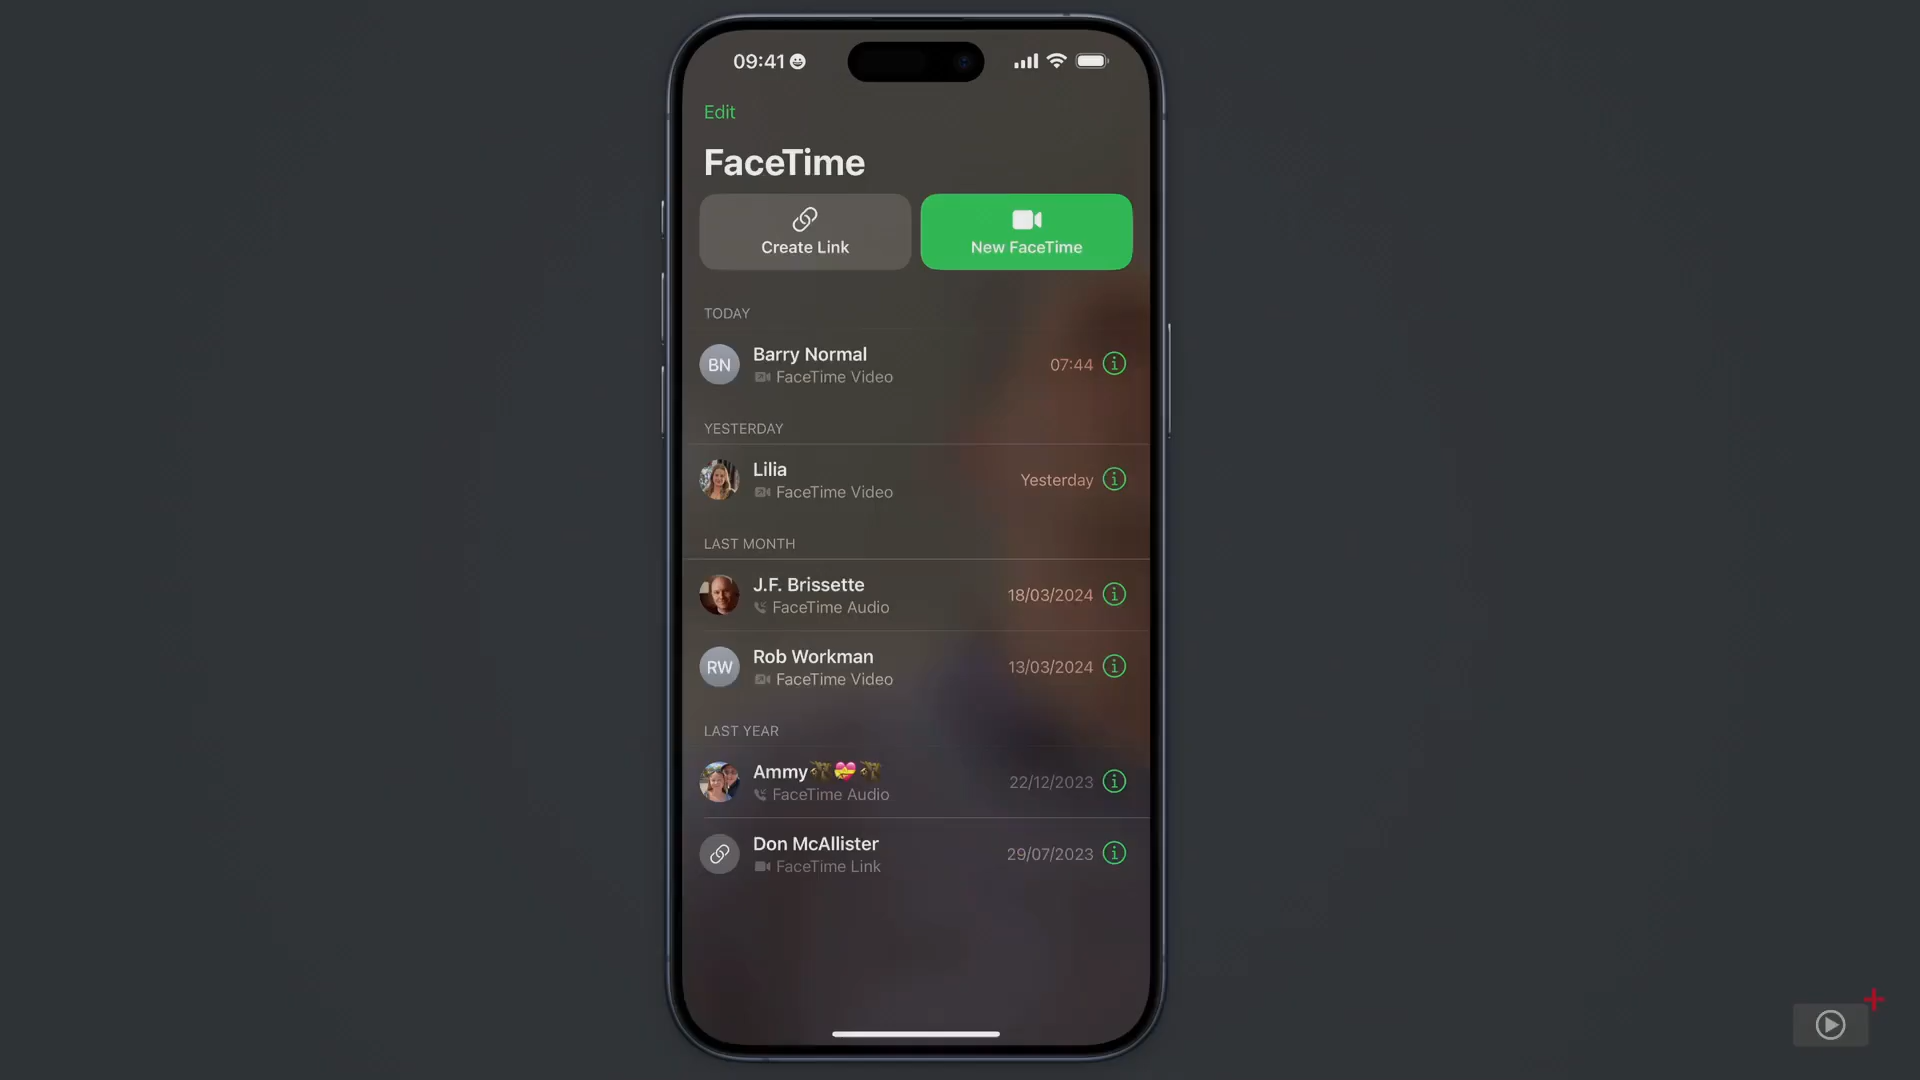 09:41
Edit
FaceTime
Create Link
New FaceTime
TODAY
BN
Barry Normal
FaceTime Video
07:44
YESTERDAY
Lilia
FaceTime Video
Yesterday
LAST MONTH
J.F. Brissette
FaceTime Audio
18/03/2024
RW
Rob Workman
FaceTime Video
13/03/2024
LAST YEAR
Ammy🌴💝🌴
FaceTime Audio
22/12/2023
Don McAllister
FaceTime Link
29/07/2023